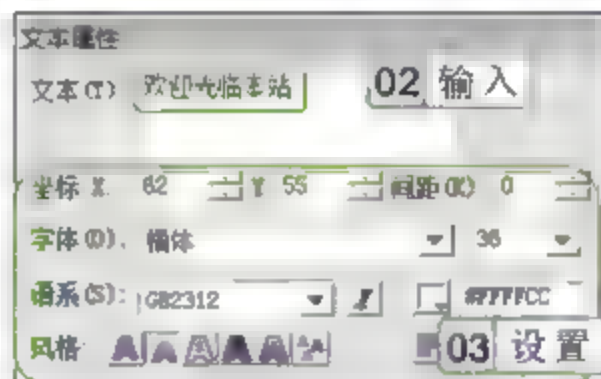 文本属性
文本(T) 欢迎光临本站 02 输入
坐标 X 62 Y 55 间距(K) 0
字体(D): 楷体 36
语系(S): GB2312 #FFFFCC
风格 03 设置